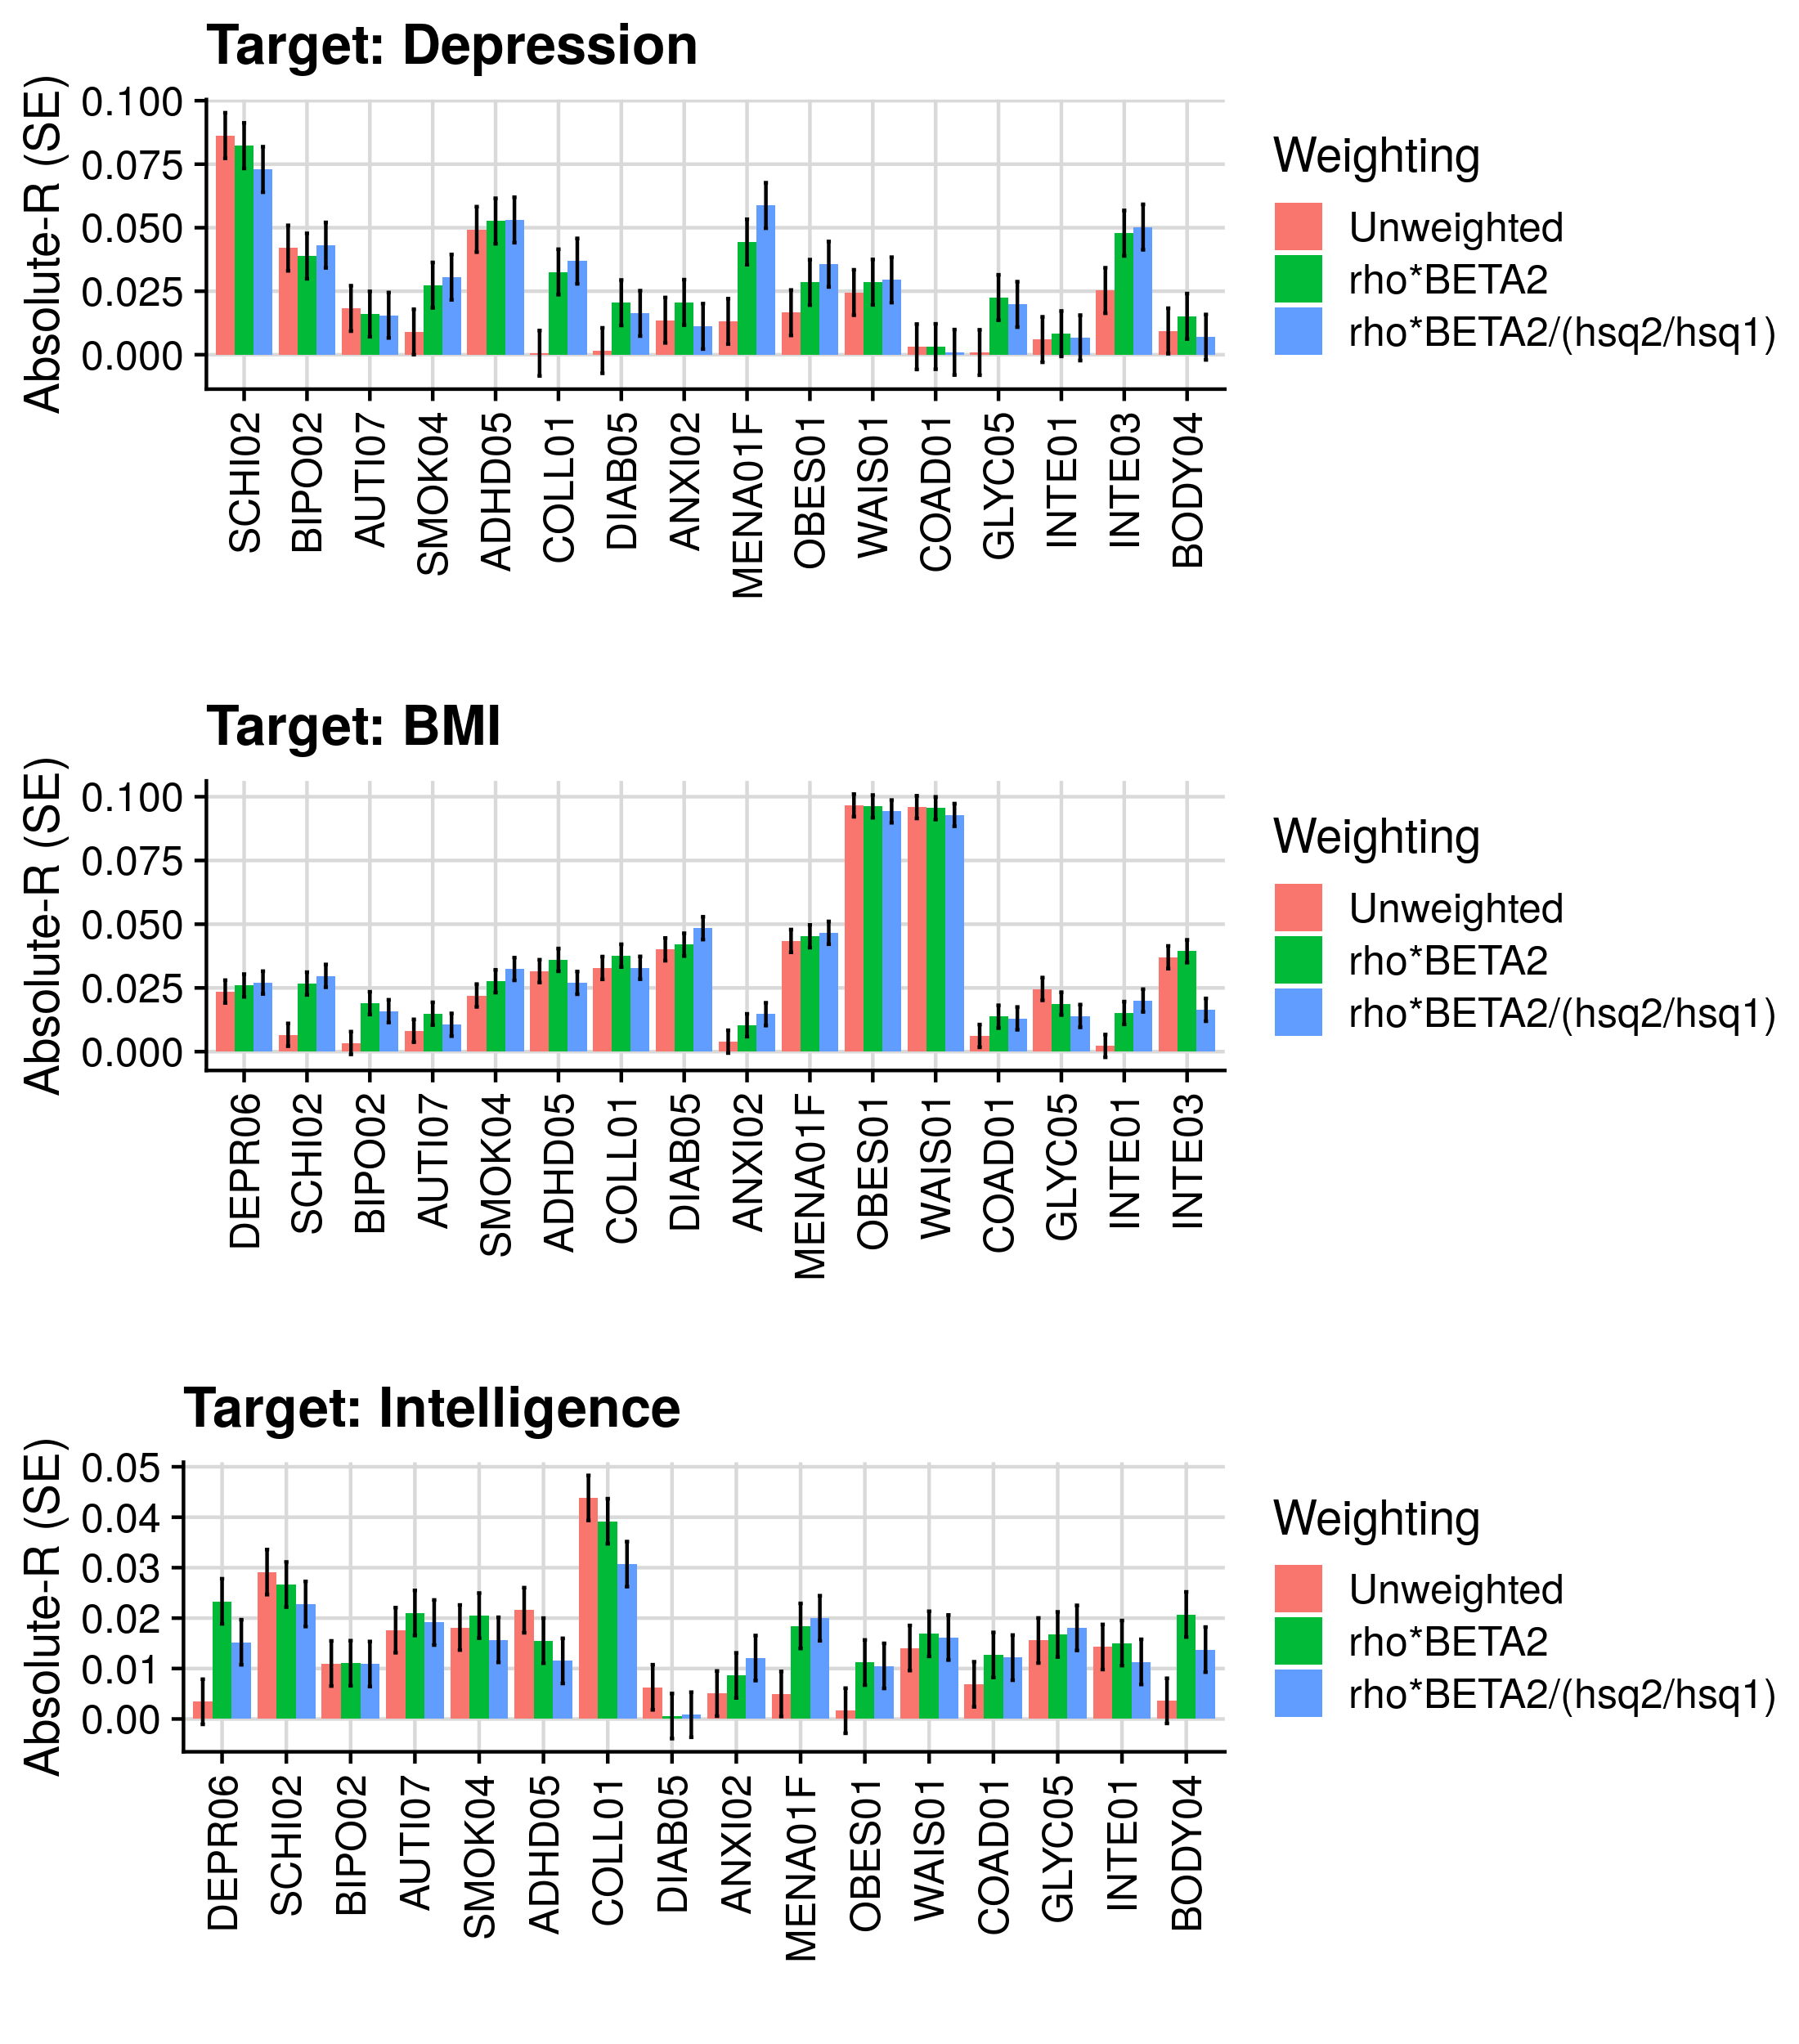 Target: Depression
Absolute-R (SE)
0.100
0.075
0.050
0.025
0.000
SCHI02
BIPO02
AUTI07
SMOK04
ADHD05
COLL01
DIAB05
ANXI02
MENA01F
OBES01
WAIS01
COAD01
GLYC05
INTE01
INTE03
BODY04
Weighting
Unweighted
rho*BETA2
rho*BETA2/(hsq2/hsq1)
Target: BMI
Absolute-R (SE)
0.100
0.075
0.050
0.025
0.000
DEPR06
SCHI02
BIPO02
AUTI07
SMOK04
ADHD05
COLL01
DIAB05
ANXI02
MENA01F
OBES01
WAIS01
COAD01
GLYC05
INTE01
INTE03
Weighting
Unweighted
rho*BETA2
rho*BETA2/(hsq2/hsq1)
Target: Intelligence
Absolute-R (SE)
0.05
0.04
0.03
0.02
0.01
0.00
DEPR06
SCHI02
BIPO02
AUTI07
SMOK04
ADHD05
COLL01
DIAB05
ANXI02
MENA01F
OBES01
WAIS01
COAD01
GLYC05
INTE01
BODY04
Weighting
Unweighted
rho*BETA2
rho*BETA2/(hsq2/hsq1)